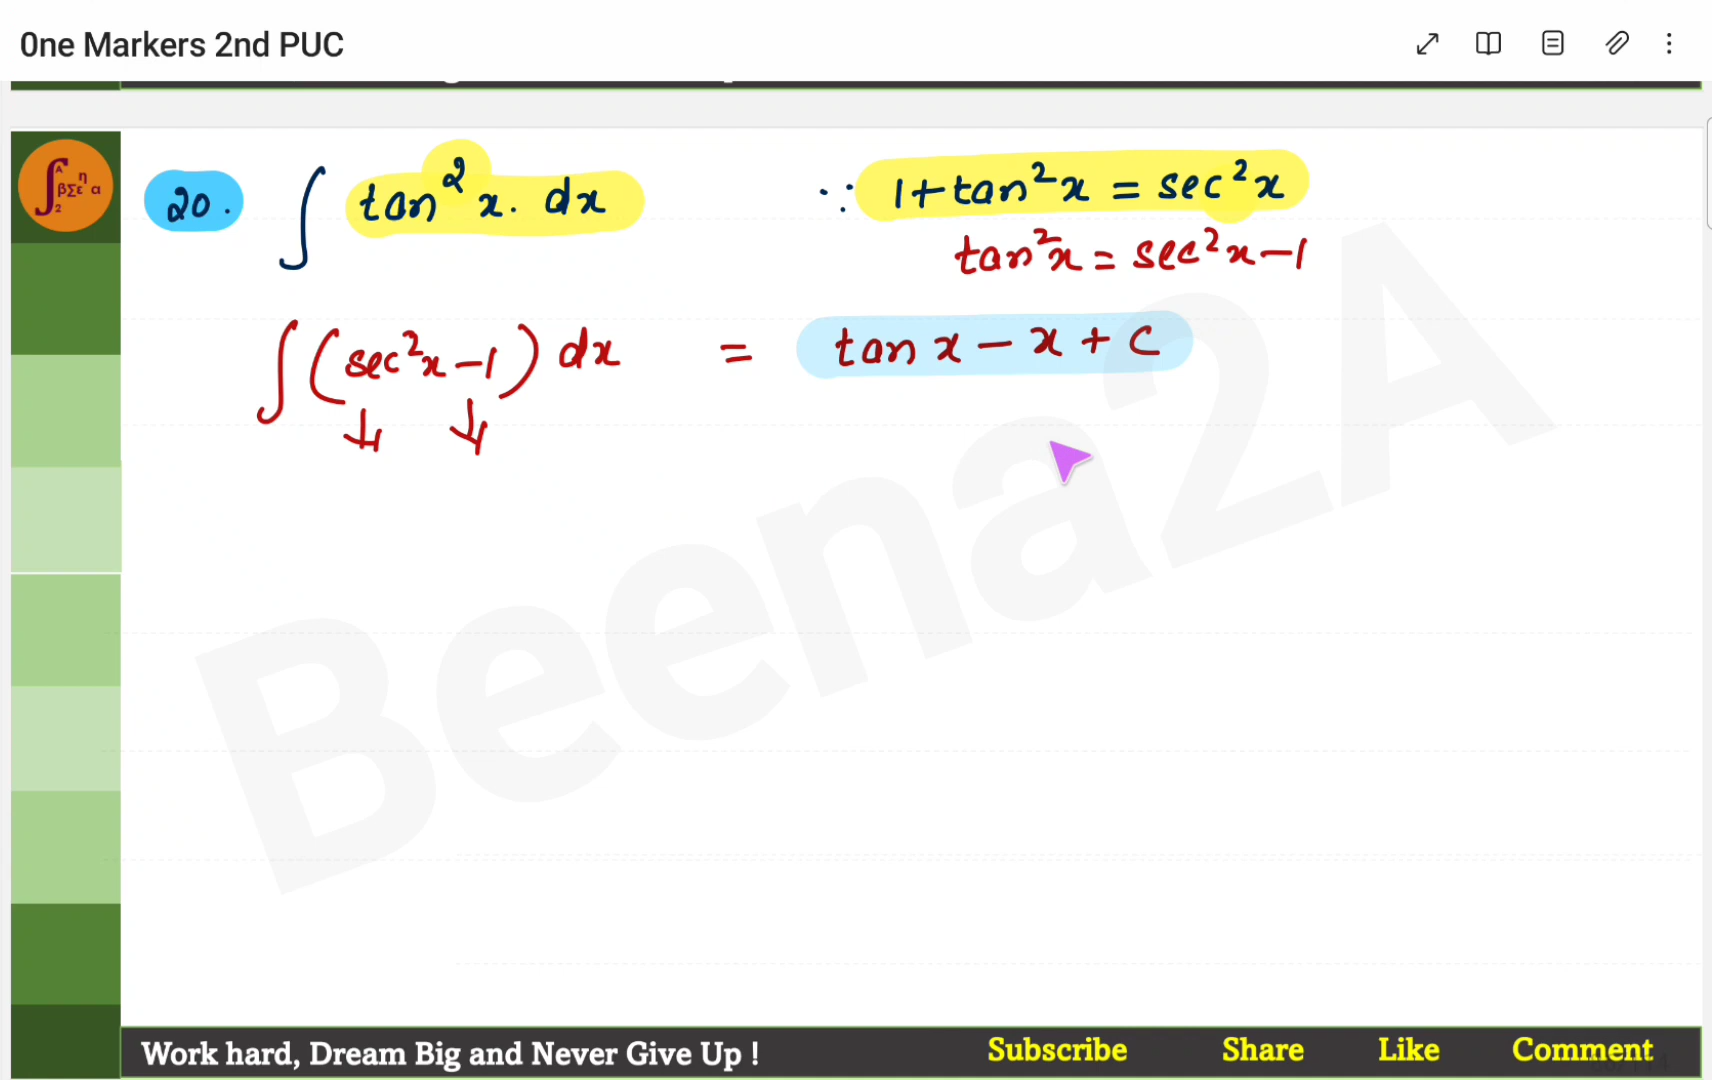 One Markers 2nd PUC
20. ∫ tan²x. dx ∵ 1+tan²x = sec²x
tan²x = sec²x−1
∫(sec²x−1) dx = tan x − x + C
Beena2A
Work hard, Dream Big and Never Give Up ! Subscribe Share Like Comment